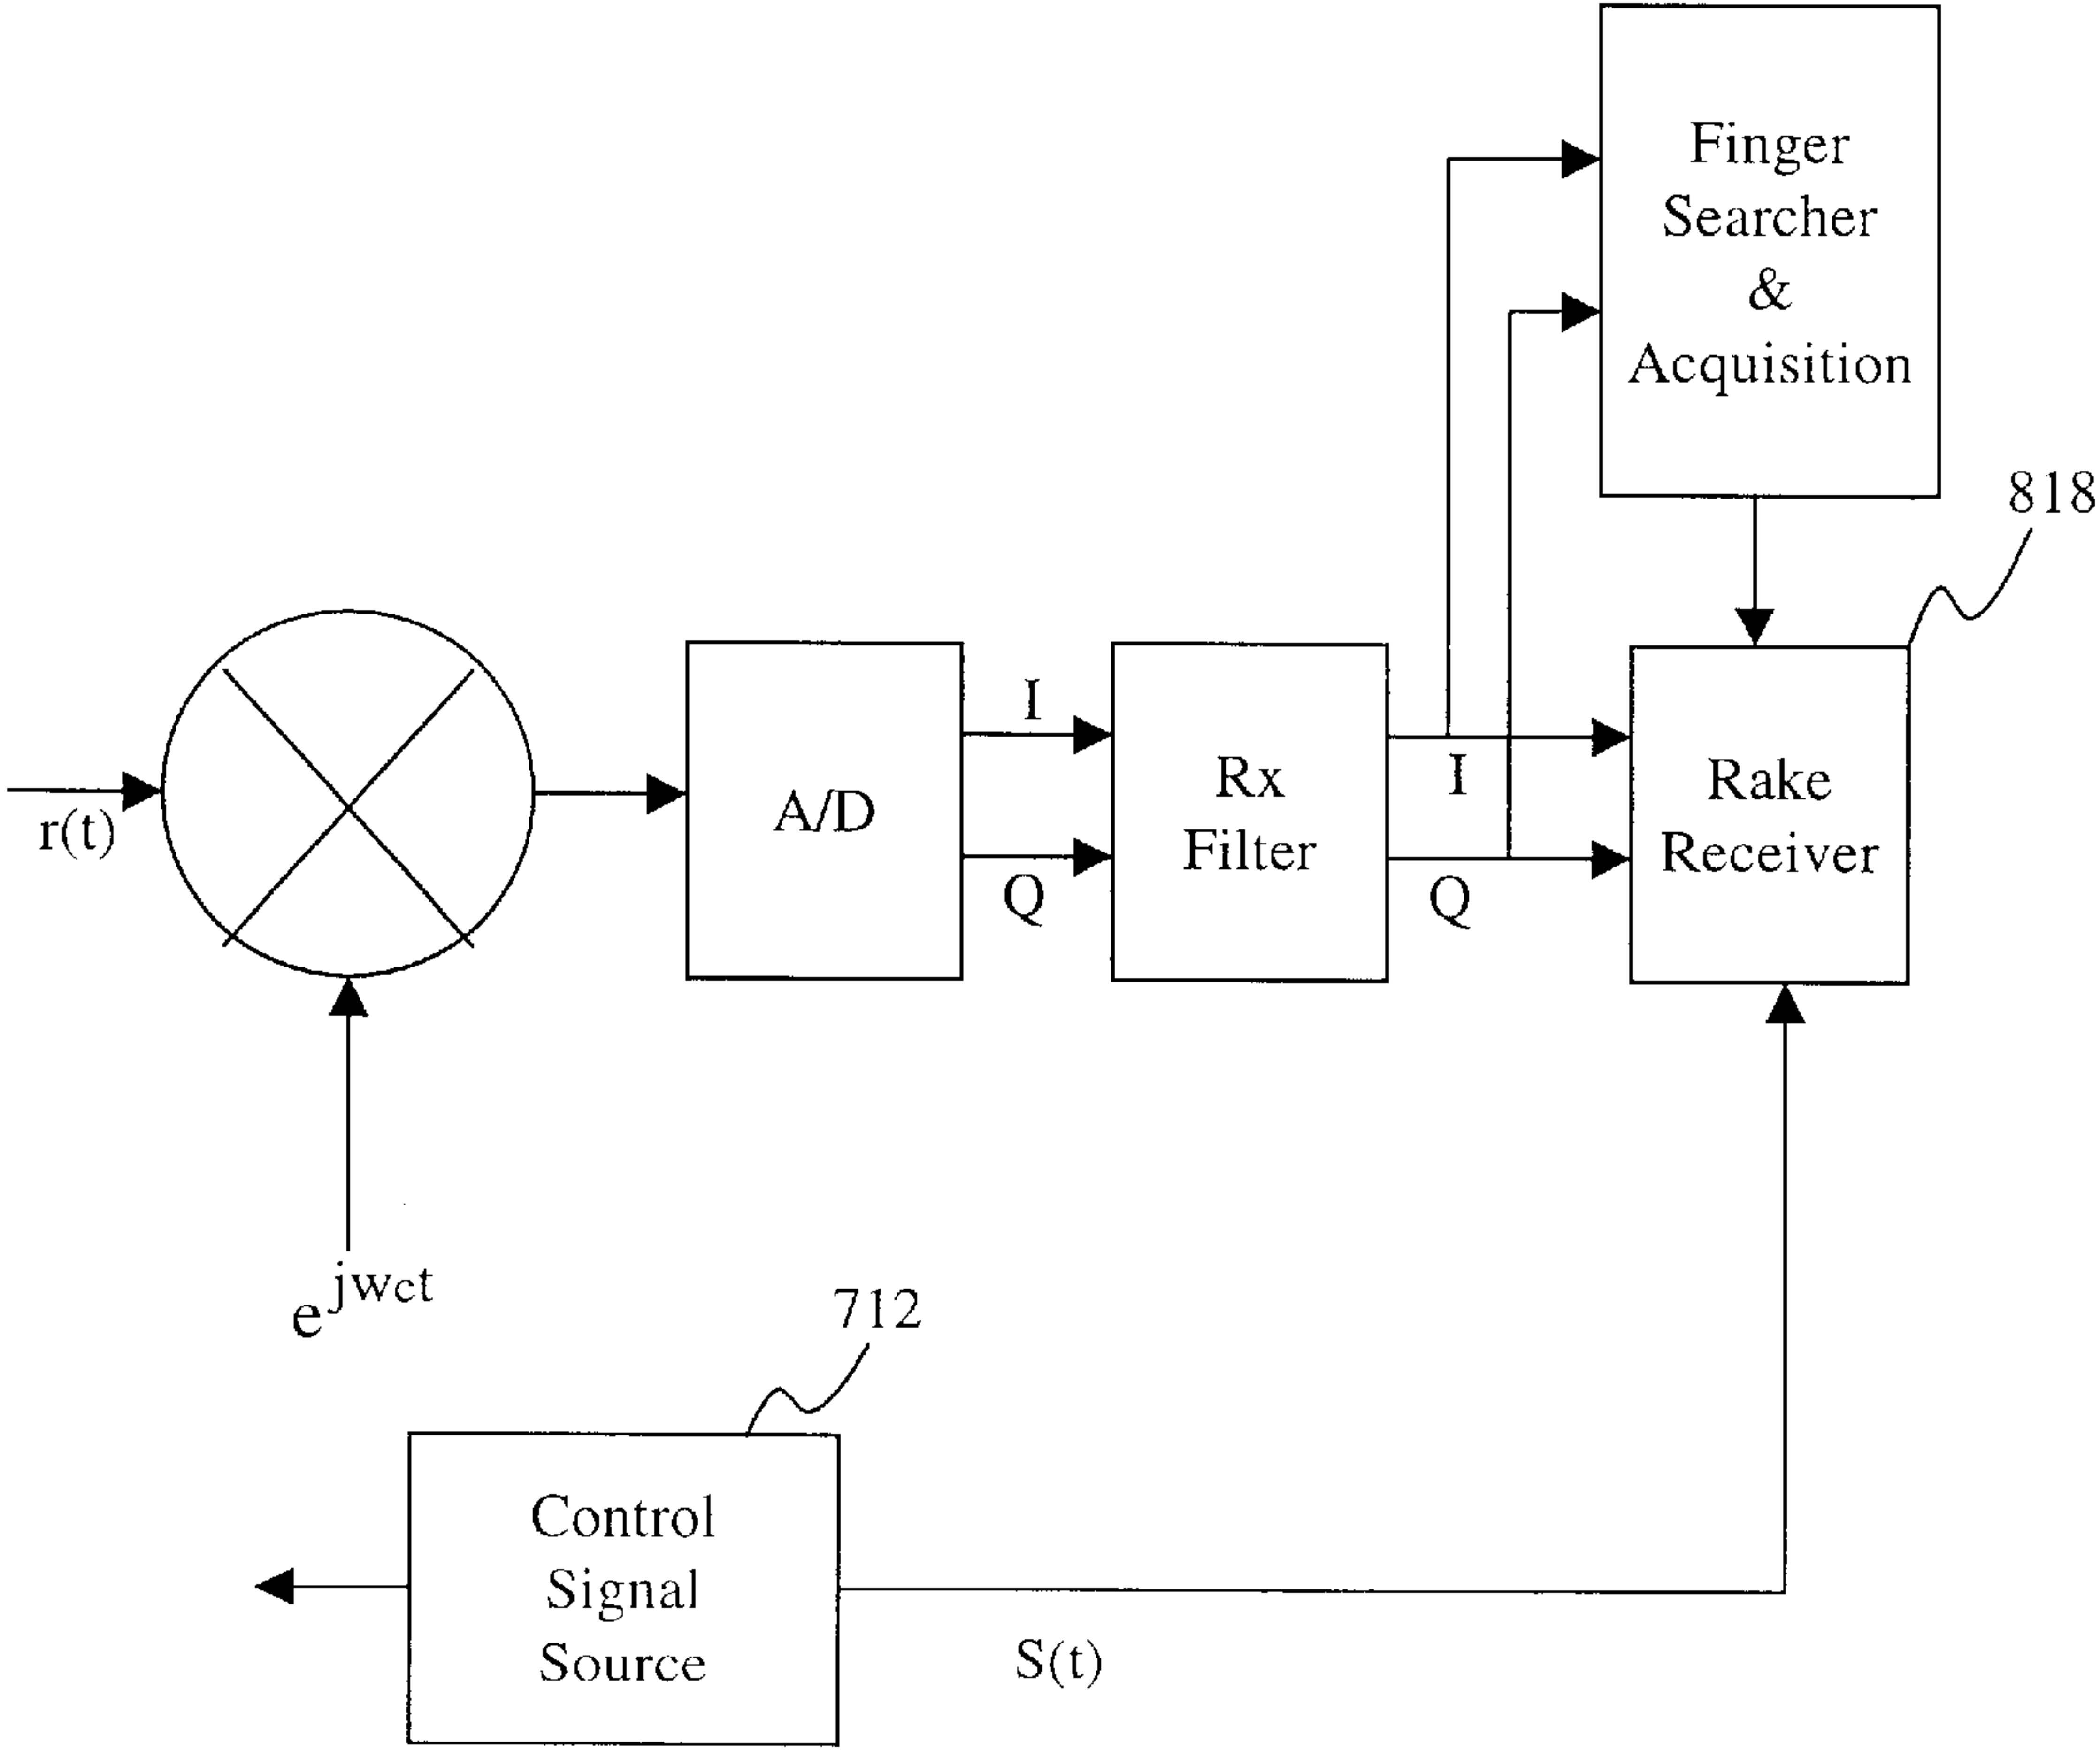 Finger
Searcher
&
Acquisition
818
I
Q
r(t)
A/D
Rx
Filter
I
Q
Rake
Receiver
e^jwct
712
Control
Signal
Source
S(t)